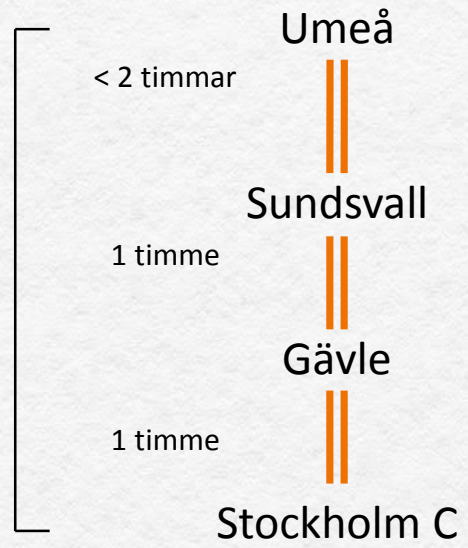 Umeå
< 2 timmar
Sundsvall
1 timme
Gävle
1 timme
Stockholm C